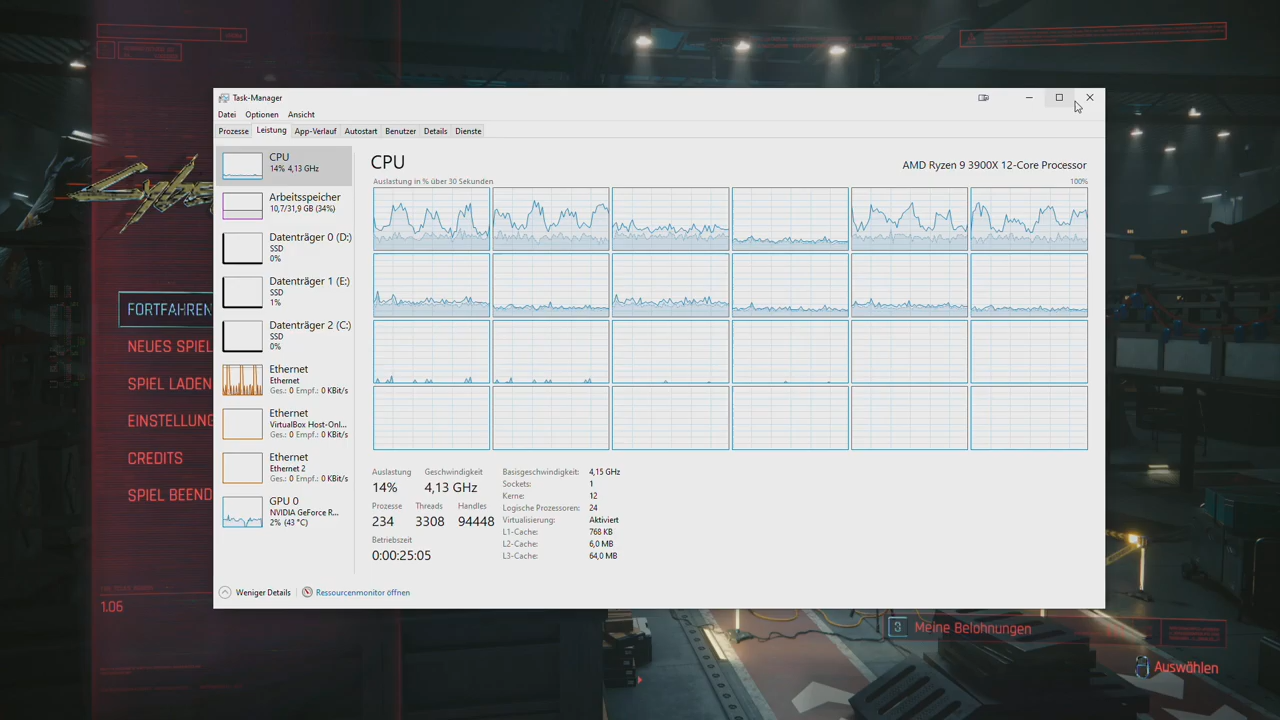 Task-Manager
Datei Optionen Ansicht
Prozesse Leistung App-Verlauf Autostart Benutzer Details Dienste
CPU
14% 4,13 GHz
Arbeitsspeicher
10,7/31,9 GB (34%)
Datenträger 0 (D:)
SSD
0%
Datenträger 1 (E:)
SSD
1%
Datenträger 2 (C:)
SSD
0%
Ethernet
Ethernet
Ges.: 0 Empf.: 0 KBit/s
Ethernet
VirtualBox Host-Onl...
Ges.: 0 Empf.: 0 KBit/s
Ethernet
Ethernet 2
Ges.: 0 Empf.: 0 KBit/s
GPU 0
NVIDIA GeForce R...
2% (43 °C)
CPU
AMD Ryzen 9 3900X 12-Core Processor
Auslastung in % über 30 Sekunden
100%
Auslastung Geschwindigkeit
14% 4,13 GHz
Prozesse Threads Handles
234 3308 94448
Betriebszeit
0:00:25:05
Basisgeschwindigkeit: 4,15 GHz
Sockets: 1
Kerne: 12
Logische Prozessoren: 24
Virtualisierung: Aktiviert
L1-Cache: 768 KB
L2-Cache: 6,0 MB
L3-Cache: 64,0 MB
Weniger Details
Ressourcenmonitor öffnen
FORTFAHREN
NEUES SPIEL
SPIEL LADEN
EINSTELLUNG
CREDITS
SPIEL BEEND
1.06
3 Meine Belohnungen
Auswählen